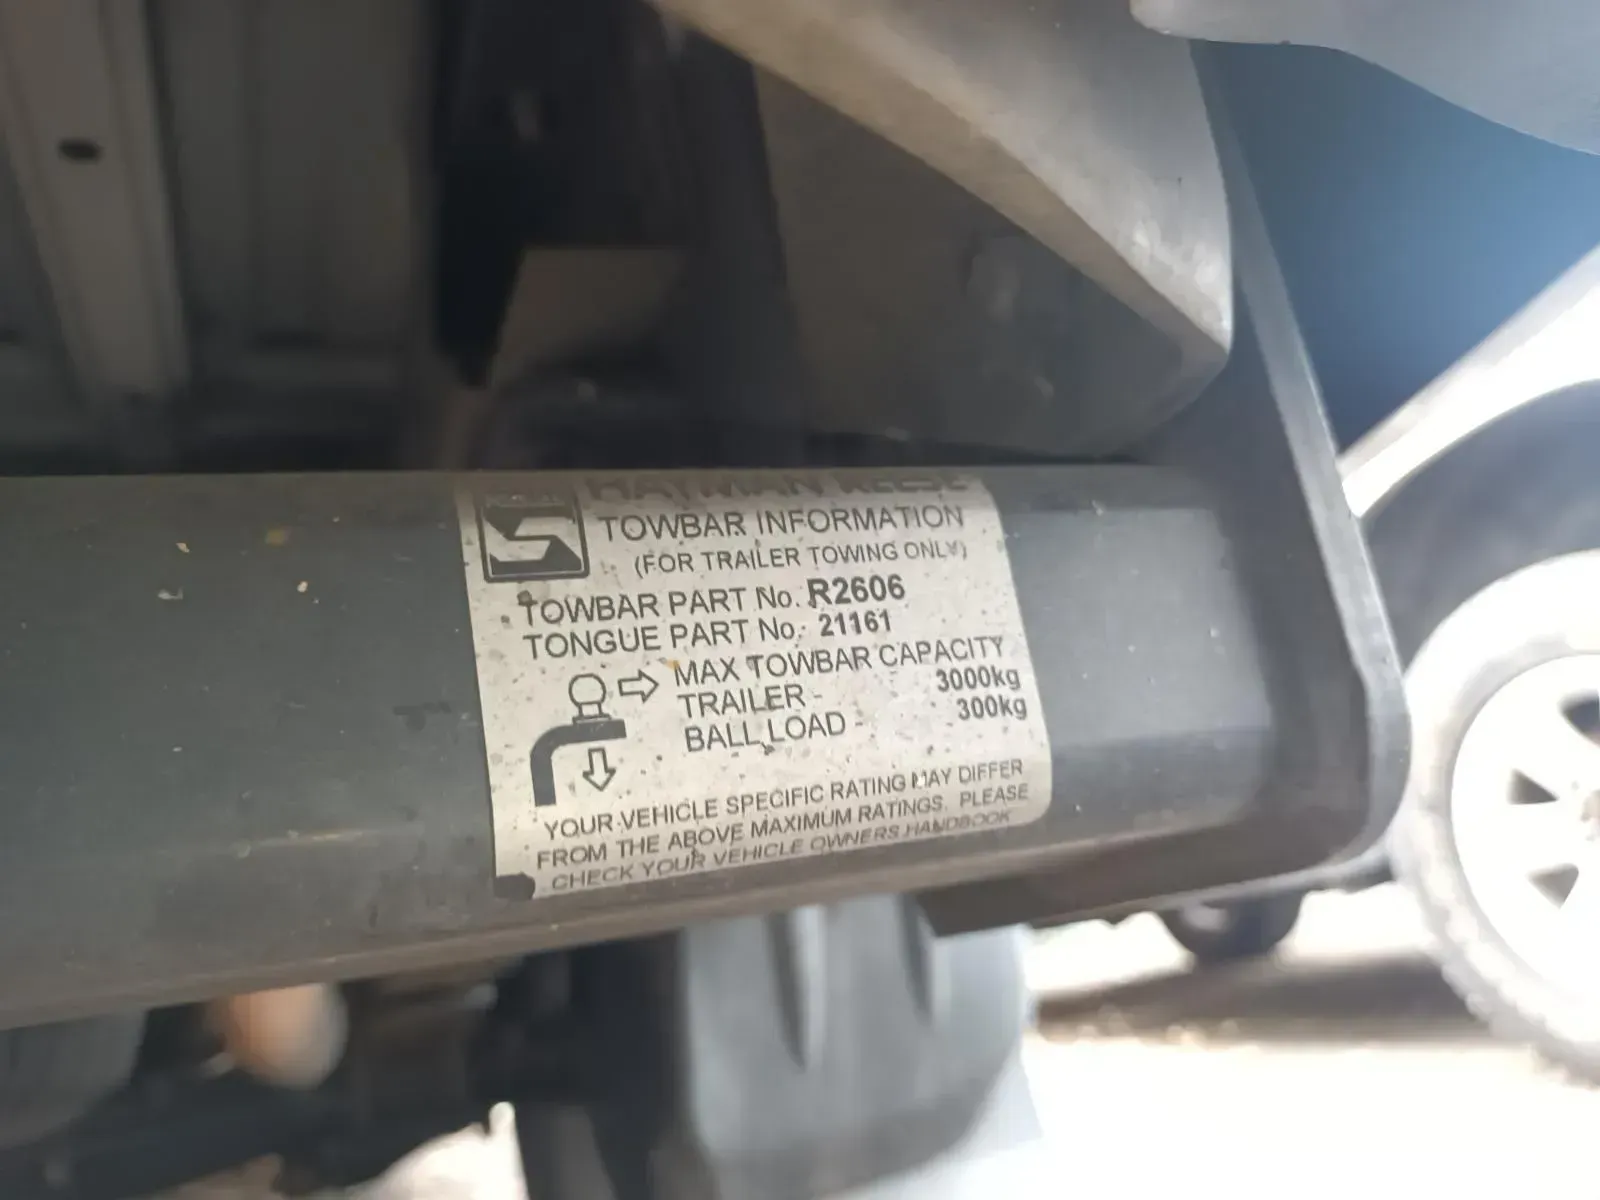 HAYMAN REESE
TOWBAR INFORMATION
(FOR TRAILER TOWING ONLY)
TOWBAR PART No. R2606
TONGUE PART No. 21161
MAX TOWBAR CAPACITY
TRAILER - 3000kg
BALL LOAD - 300kg
YOUR VEHICLE SPECIFIC RATING MAY DIFFER
FROM THE ABOVE MAXIMUM RATINGS. PLEASE
CHECK YOUR VEHICLE OWNERS HANDBOOK